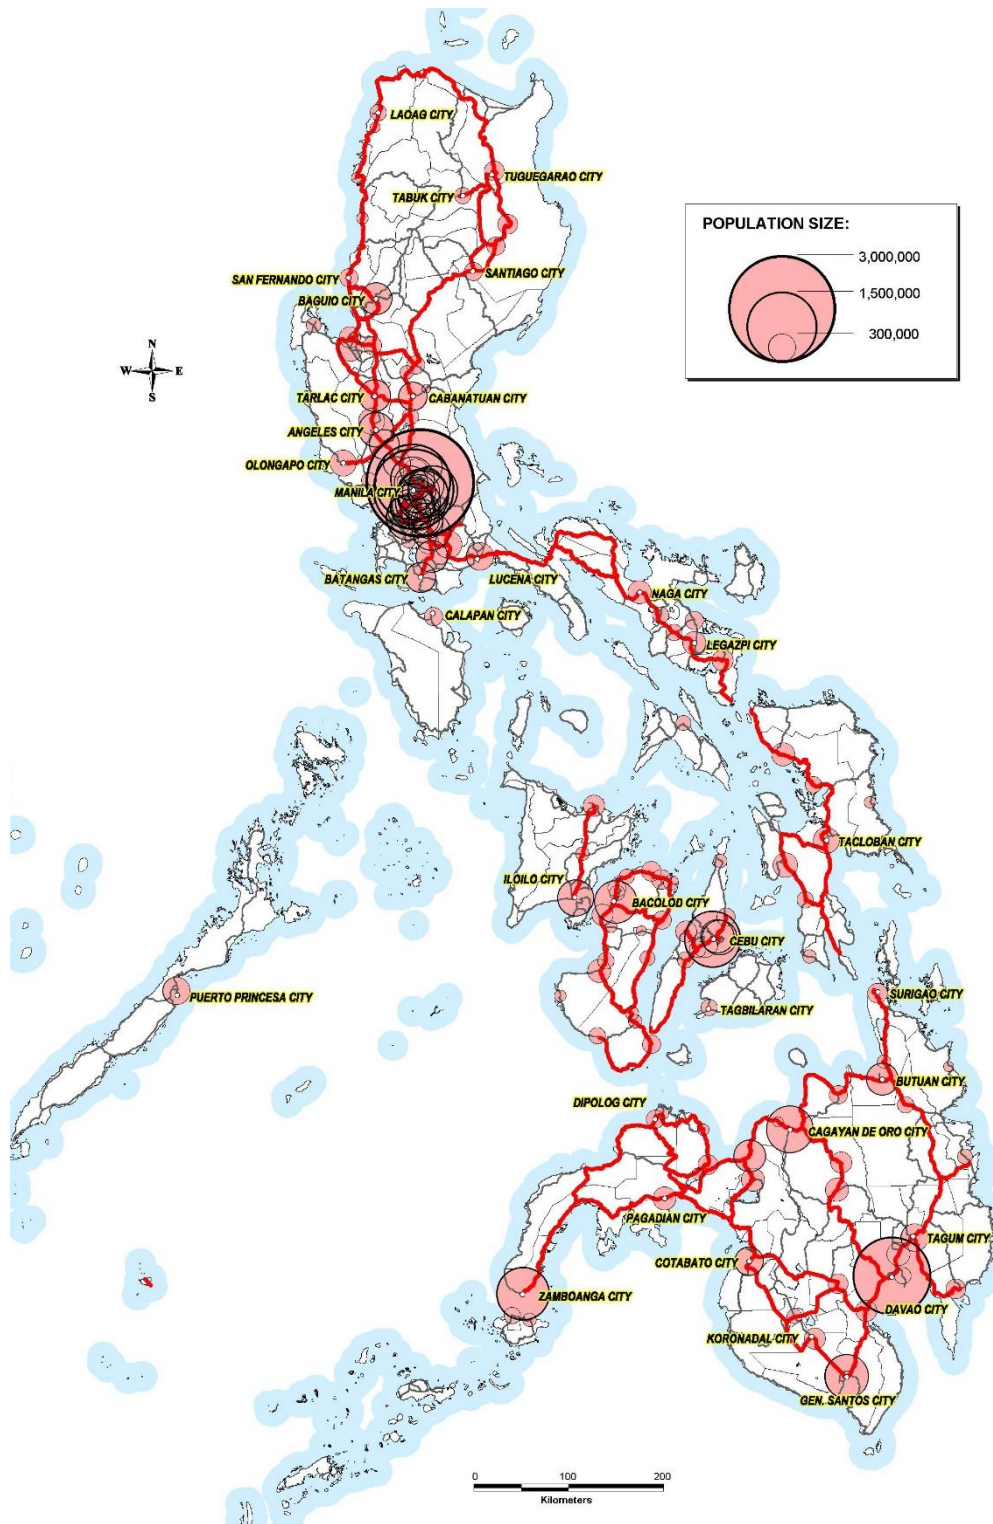 LAOAG CITY
TUGUEGARAO CITY
TABUK CITY
POPULATION SIZE:
3,000,000
1,500,000
300,000
SAN FERNANDO CITY
SANTIAGO CITY
BAGUIO CITY
N
W E
S
TARLAC CITY
CABANATUAN CITY
ANGELES CITY
OLONGAPO CITY
MANILA CITY
BATANGAS CITY
LUCENA CITY
NAGA CITY
CALAPAN CITY
LEGAZPI CITY
TACLOBAN CITY
ILOILO CITY
BACOLOD CITY
CEBU CITY
PUERTO PRINCESA CITY
SURIGAO CITY
TAGBILARAN CITY
BUTUAN CITY
DIPOLOG CITY
CAGAYAN DE ORO CITY
PAGADIAN CITY
TAGUM CITY
COTABATO CITY
ZAMBOANGA CITY
DAVAO CITY
KORONADAL CITY
GEN. SANTOS CITY
0 100 200
Kilometers